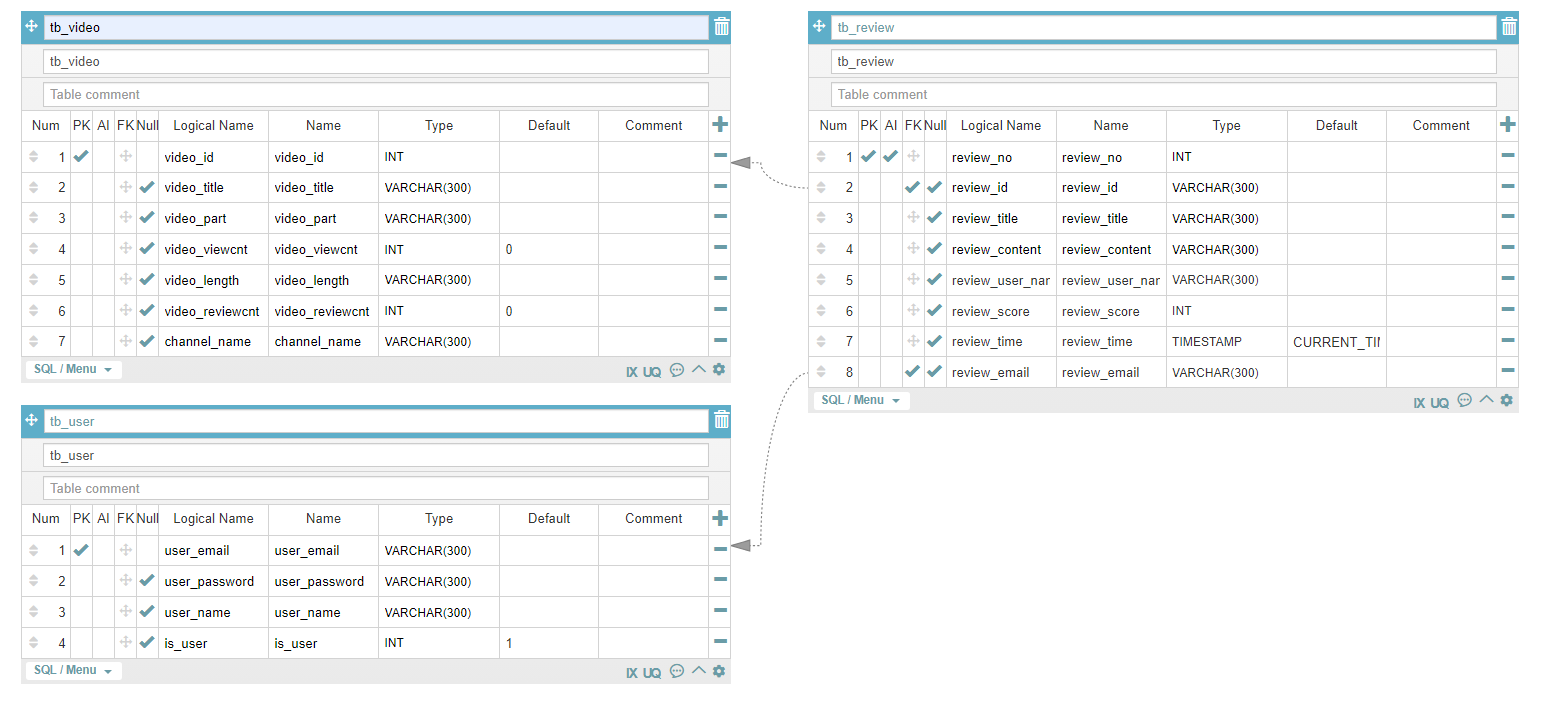 tb_video
tb_video
Table comment
Num PK AI FK Null Logical Name Name Type Default Comment
1 video_id video_id INT
2 video_title video_title VARCHAR(300)
3 video_part video_part VARCHAR(300)
4 video_viewcnt video_viewcnt INT 0
5 video_length video_length VARCHAR(300)
6 video_reviewcnt video_reviewcnt INT 0
7 channel_name channel_name VARCHAR(300)
SQL / Menu IX UQ
tb_review
tb_review
Table comment
Num PK AI FK Null Logical Name Name Type Default Comment
1 review_no review_no INT
2 review_id review_id VARCHAR(300)
3 review_title review_title VARCHAR(300)
4 review_content review_content VARCHAR(300)
5 review_user_nar review_user_nar VARCHAR(300)
6 review_score review_score INT
7 review_time review_time TIMESTAMP CURRENT_TII
8 review_email review_email VARCHAR(300)
SQL / Menu IX UQ
tb_user
tb_user
Table comment
Num PK AI FK Null Logical Name Name Type Default Comment
1 user_email user_email VARCHAR(300)
2 user_password user_password VARCHAR(300)
3 user_name user_name VARCHAR(300)
4 is_user is_user INT 1
SQL / Menu IX UQ